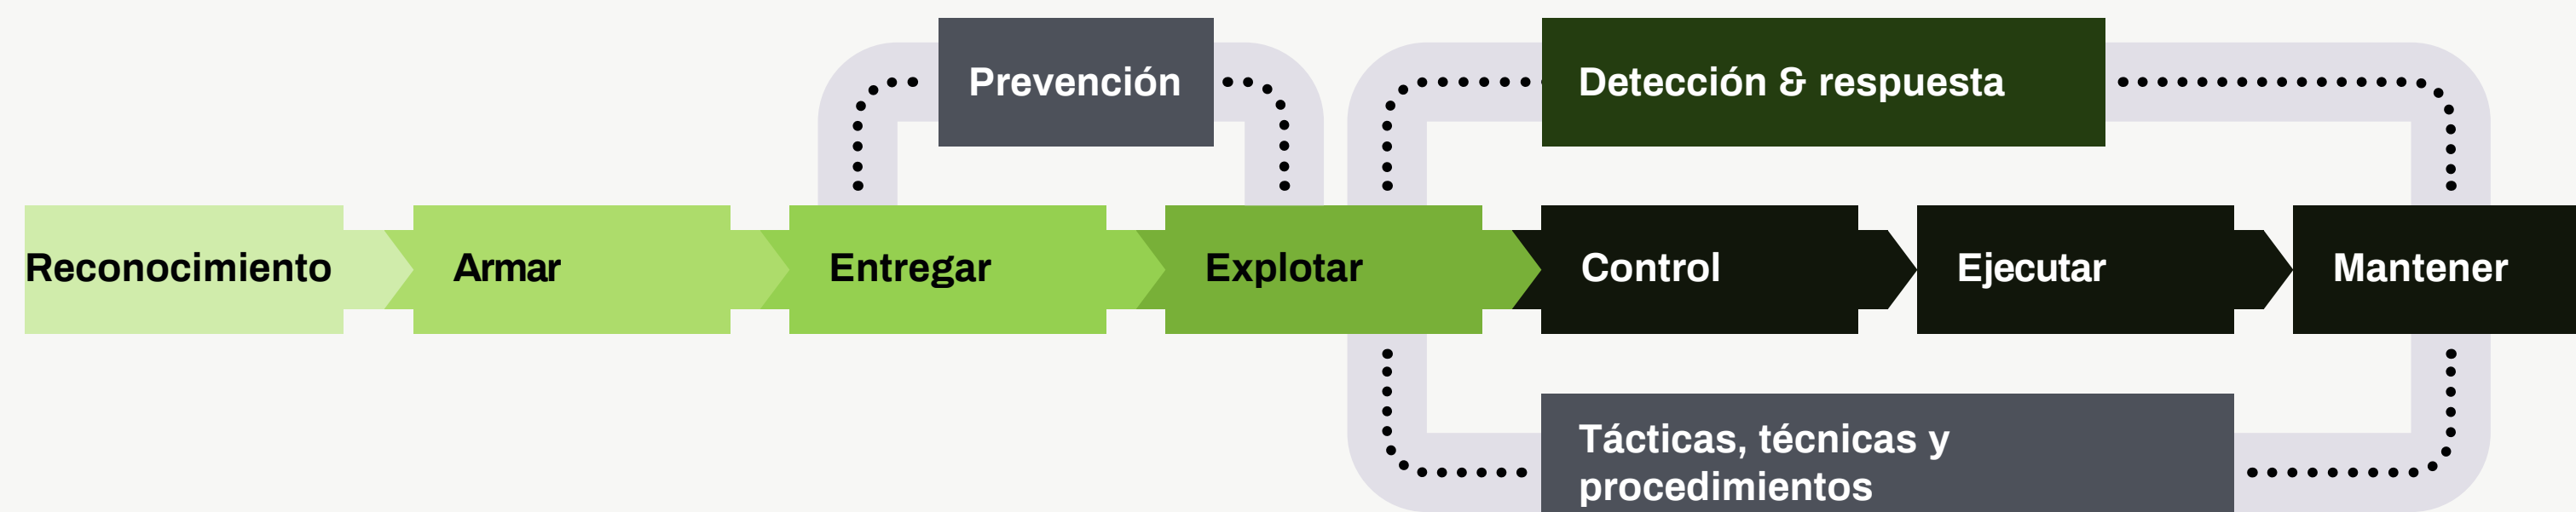 Prevención
Detección & respuesta
Reconocimiento
Armar
Entregar
Explotar
Control
Ejecutar
Mantener
Tácticas, técnicas y
procedimientos